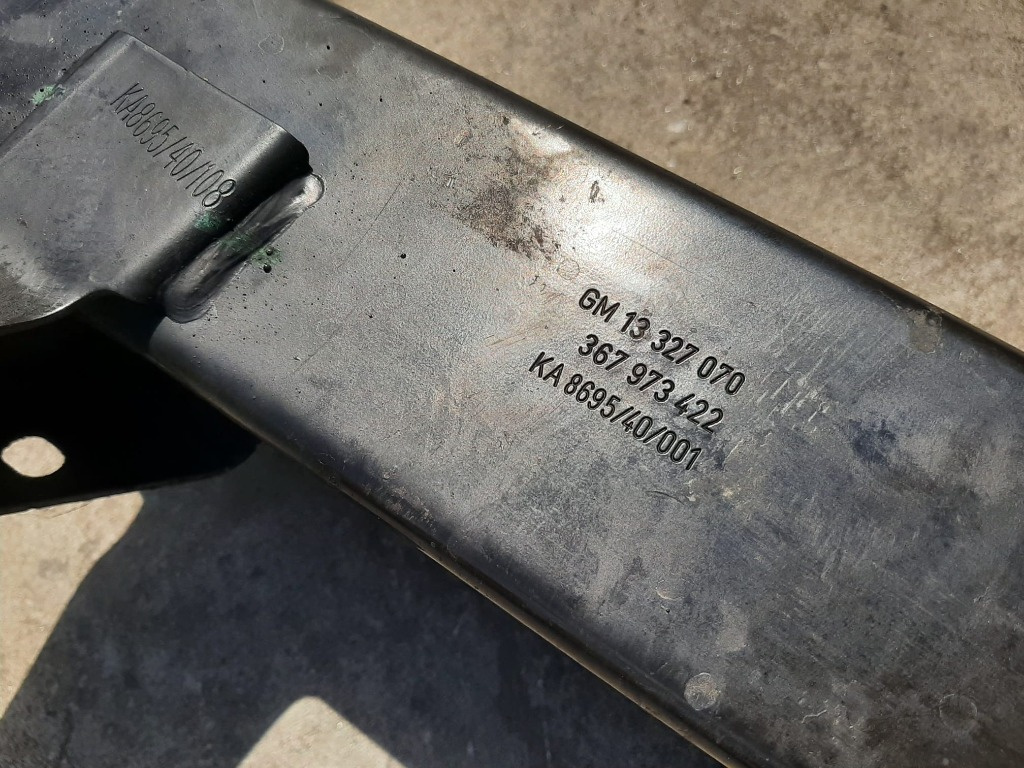 KA8695/40/108
GM 13 327 070
367 973 422
KA 8695/40/001